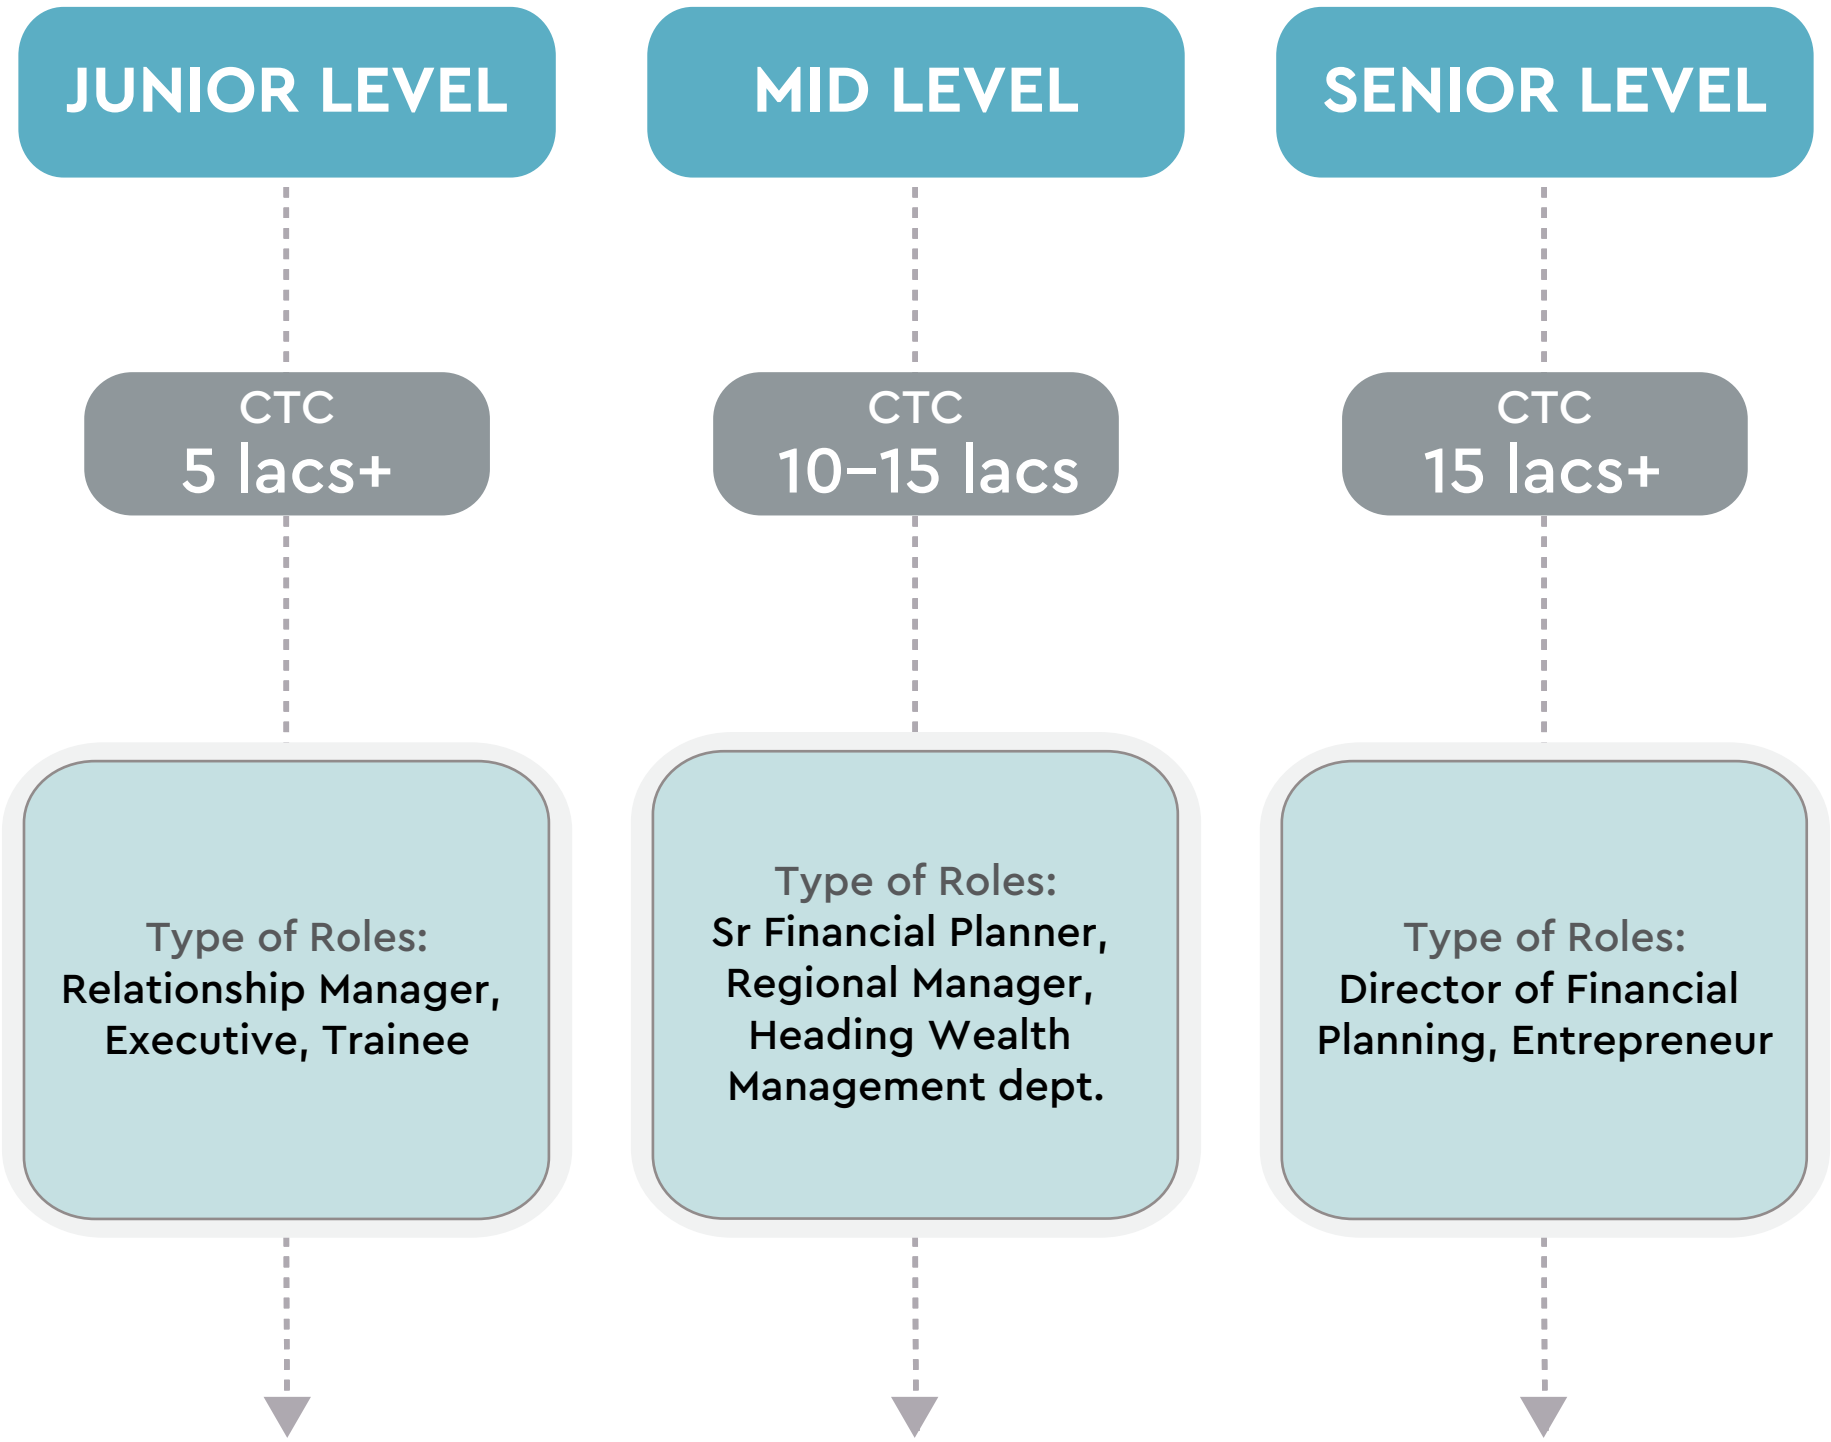 JUNIOR LEVEL
CTC
5 lacs+
Type of Roles:
Relationship Manager,
Executive, Trainee
MID LEVEL
CTC
10–15 lacs
Type of Roles:
Sr Financial Planner,
Regional Manager,
Heading Wealth
Management dept.
SENIOR LEVEL
CTC
15 lacs+
Type of Roles:
Director of Financial
Planning, Entrepreneur